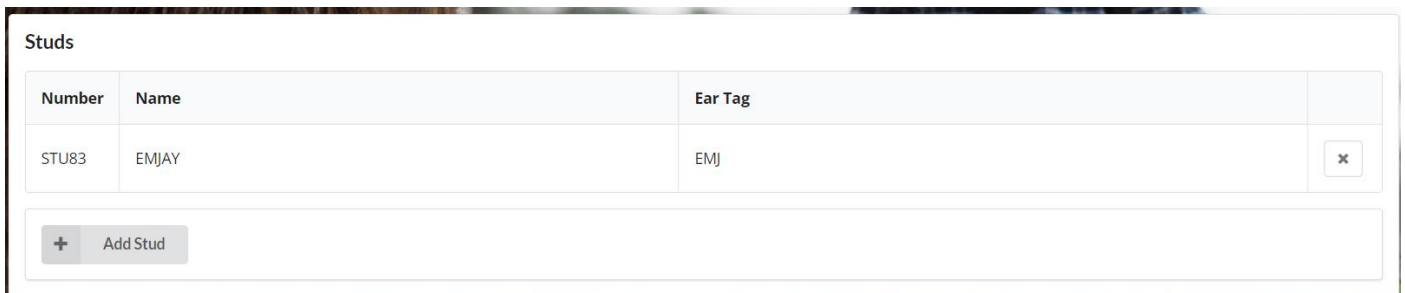 Studs
Number Name Ear Tag
STU83 EMJAY EMJ
Add Stud